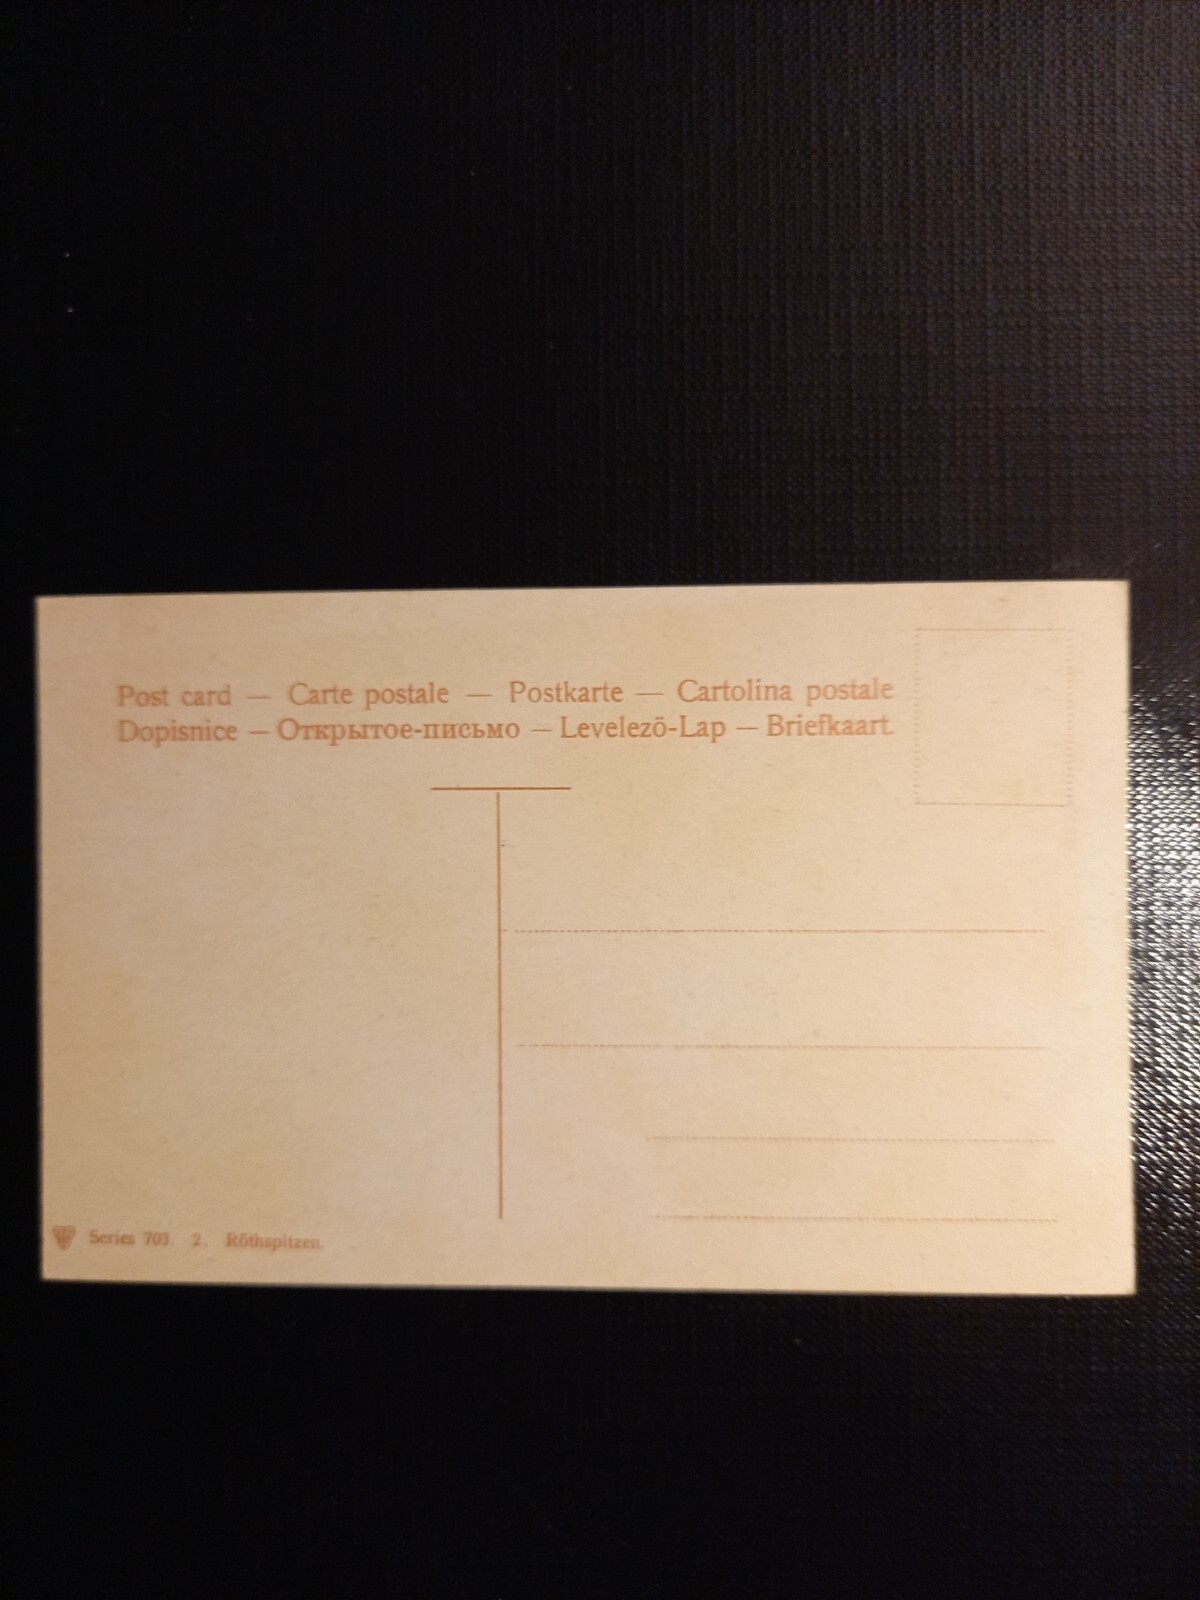 Post card — Carte postale — Postkarte — Cartolina postale
Dopisnice — Открытое-письмо — Levelezö-Lap — Briefkaart.
Series 703. 2. Röthspitzen.